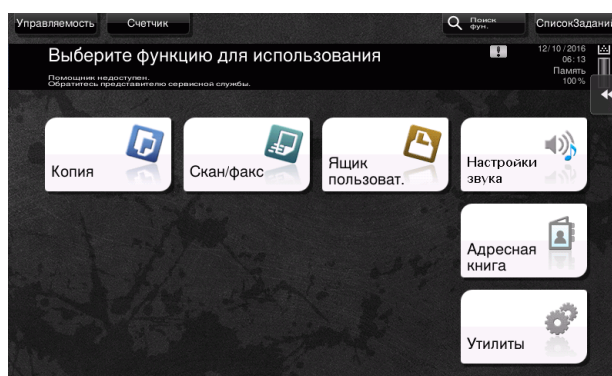 Управляемость Счетчик Поиск фун. СписокЗадани
Выберите функцию для использования
12/10/2016
06:13
Помощник недоступен.
Обратитесь представителю сервисной службы.
Память
100 %
Копия
Скан/факс
Ящик
пользоват.
Настройки
звука
Адресная
книга
Утилиты